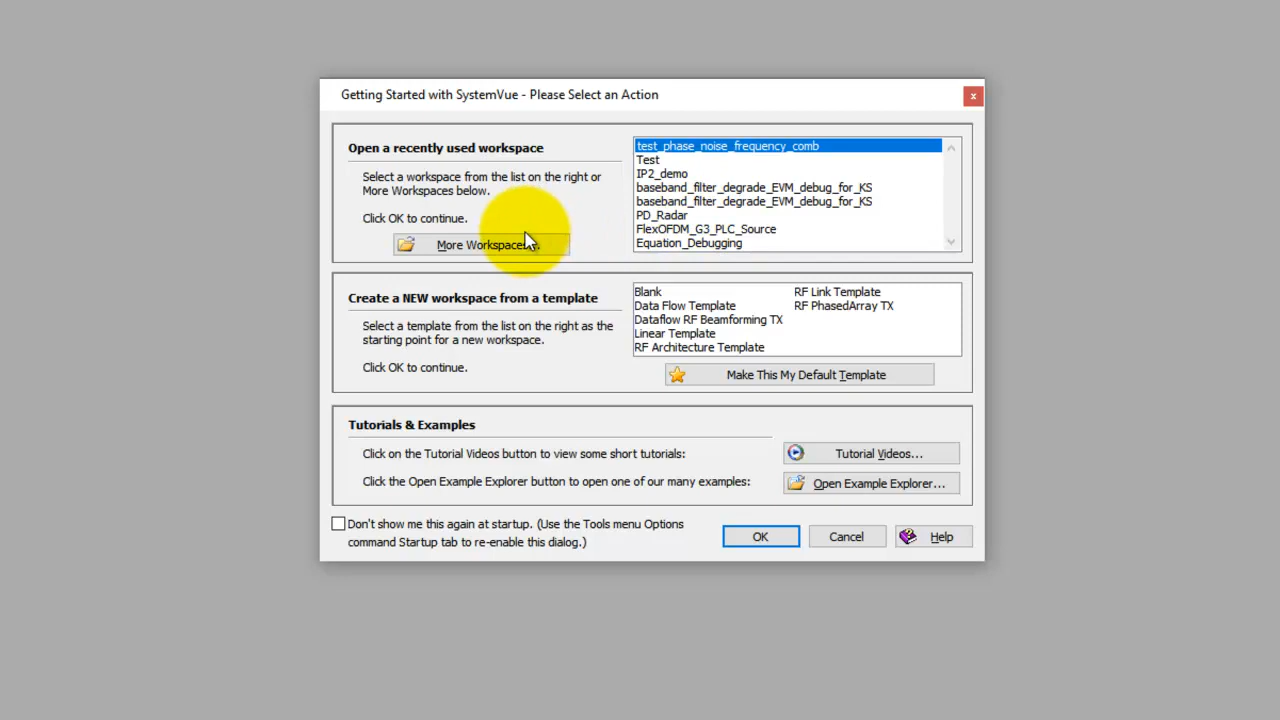 Getting Started with SystemVue - Please Select an Action
x
Open a recently used workspace
Select a workspace from the list on the right or
More Workspaces below.
Click OK to continue.
More Workspaces...
test_phase_noise_frequency_comb
Test
IP2_demo
baseband_filter_degrade_EVM_debug_for_KS
baseband_filter_degrade_EVM_debug_for_KS
PD_Radar
FlexOFDM_G3_PLC_Source
Equation_Debugging
Create a NEW workspace from a template
Select a template from the list on the right as the
starting point for a new workspace.
Click OK to continue.
Blank
Data Flow Template
Dataflow RF Beamforming TX
Linear Template
RF Architecture Template
RF Link Template
RF PhasedArray TX
Make This My Default Template
Tutorials & Examples
Click on the Tutorial Videos button to view some short tutorials:
Tutorial Videos...
Click the Open Example Explorer button to open one of our many examples:
Open Example Explorer...
Don't show me this again at startup. (Use the Tools menu Options
command Startup tab to re-enable this dialog.)
OK
Cancel
Help